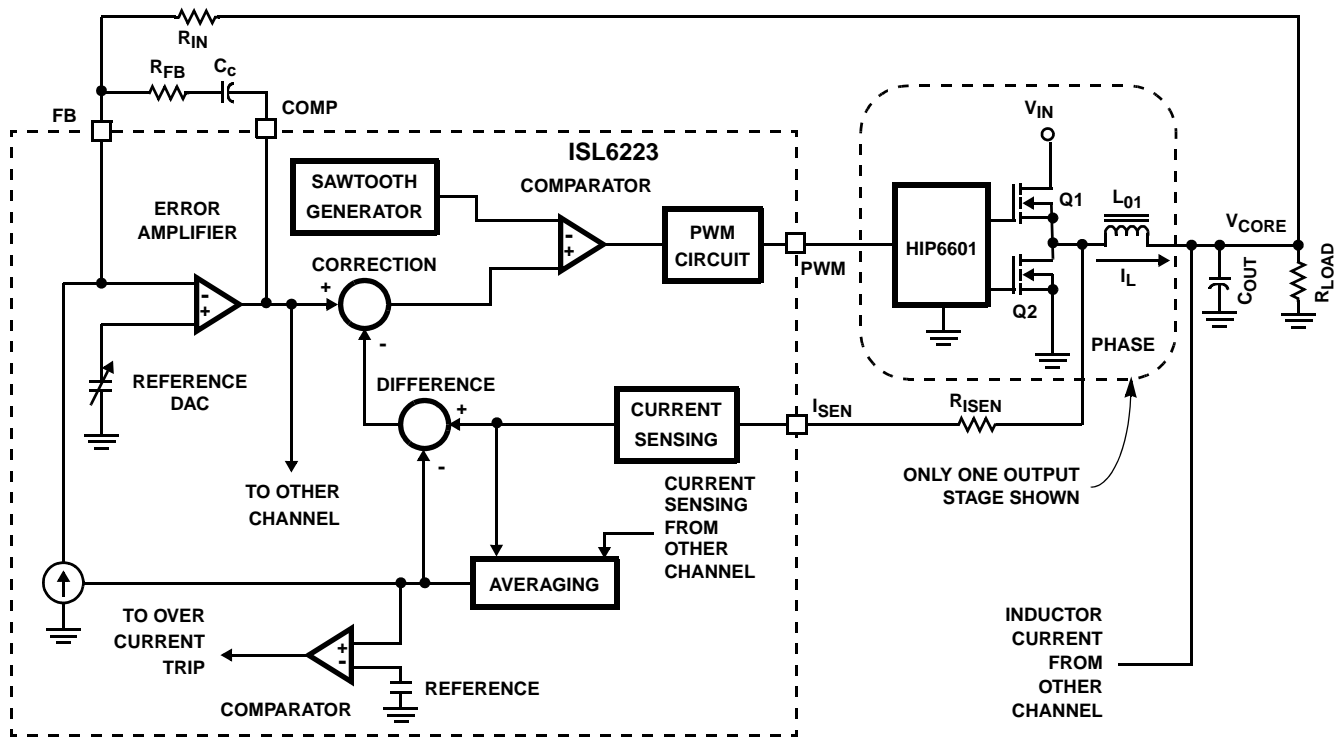 R_IN
R_FB
C_c
FB
COMP
V_IN
ISL6223
SAWTOOTH
GENERATOR
COMPARATOR
ERROR
AMPLIFIER
CORRECTION
-
+
PWM
CIRCUIT
PWM
HIP6601
Q1
Q2
L_01
I_L
V_CORE
C_OUT
R_LOAD
PHASE
-
+
+
-
REFERENCE
DAC
DIFFERENCE
+
-
CURRENT
SENSING
I_SEN
R_ISEN
ONLY ONE OUTPUT
STAGE SHOWN
TO OTHER
CHANNEL
CURRENT
SENSING
FROM
OTHER
CHANNEL
AVERAGING
TO OVER
CURRENT
TRIP
+
-
REFERENCE
COMPARATOR
INDUCTOR
CURRENT
FROM
OTHER
CHANNEL